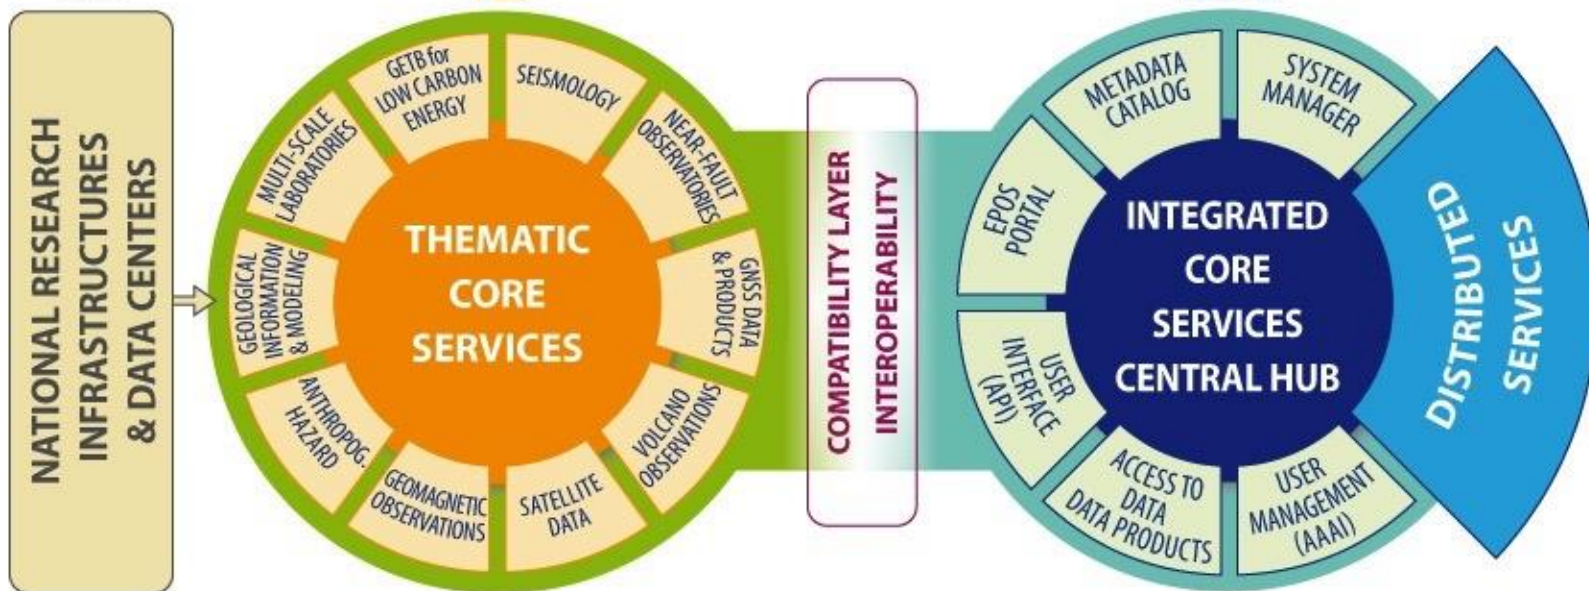 NATIONAL RESEARCH
INFRASTRUCTURES
& DATA CENTERS
GETB for
LOW CARBON
ENERGY
SEISMOLOGY
NEAR-FAULT
OBSERVATORIES
GNSS DATA
& PRODUCTS
VOLCANO
OBSERVATIONS
SATELLITE
DATA
GEOMAGNETIC
OBSERVATIONS
ANTHROPOG.
HAZARD
GEOLOGICAL
INFORMATION
& MODELING
MULTI-SCALE
LABORATORIES
THEMATIC
CORE
SERVICES
COMPATIBILITY LAYER
INTEROPERABILITY
METADATA
CATALOG
SYSTEM
MANAGER
EPOS
PORTAL
USER
INTERFACE
(API)
ACCESS TO
DATA
DATA PRODUCTS
USER
MANAGEMENT
(AAAI)
INTEGRATED
CORE
SERVICES
CENTRAL HUB
DISTRIBUTED
SERVICES